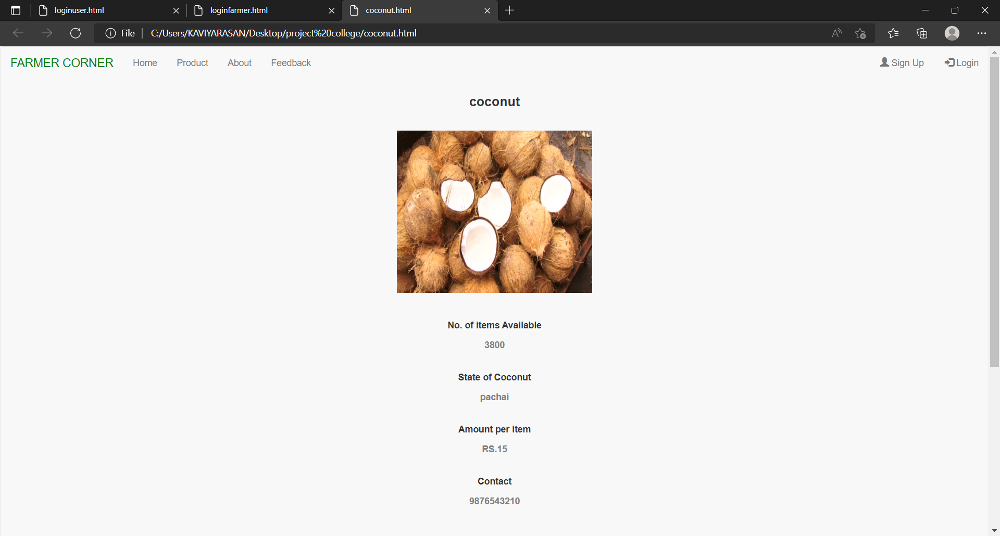 loginuser.html
loginfarmer.html
coconut.html
File
C:/Users/KAVIYARASAN/Desktop/project%20college/coconut.html
FARMER CORNER Home Product About Feedback Sign Up Login
coconut
No. of items Available
3800
State of Coconut
pachai
Amount per item
RS.15
Contact
9876543210